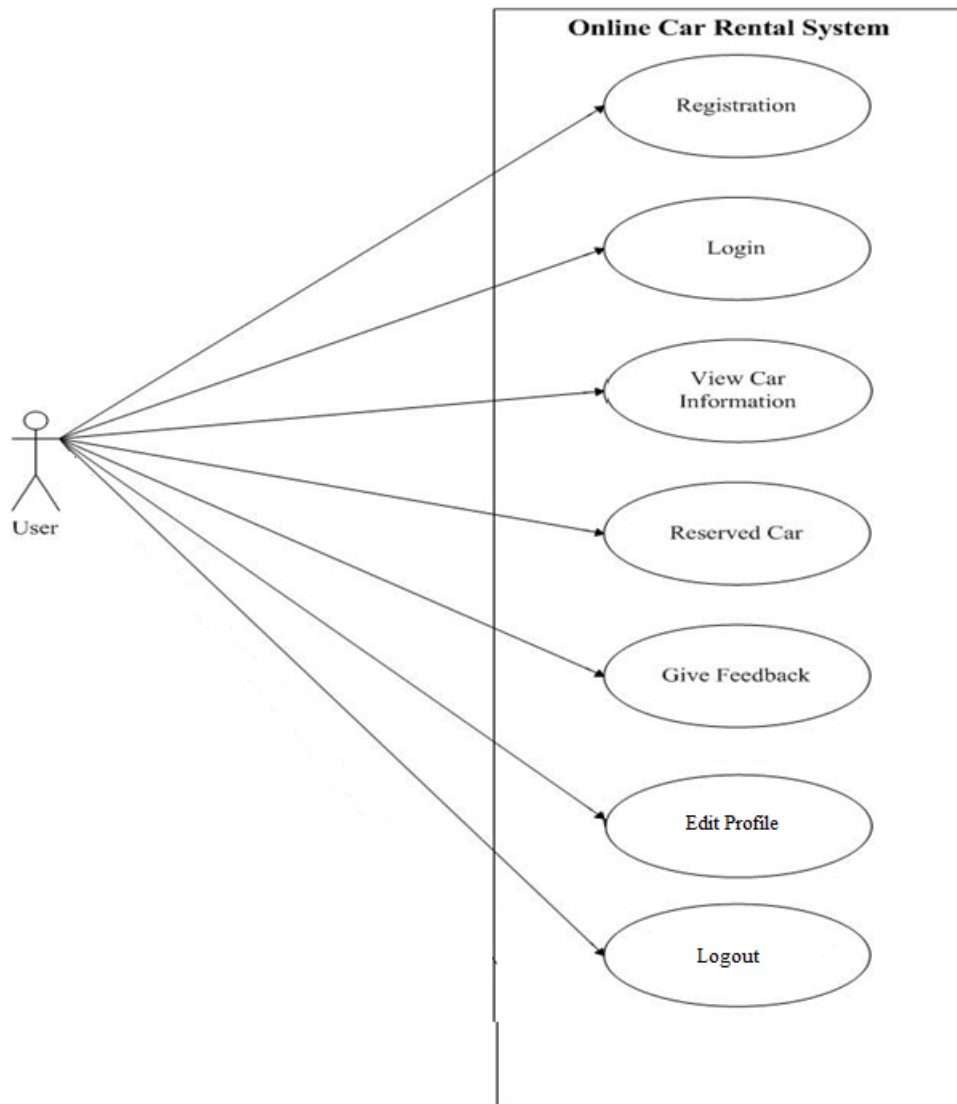 Online Car Rental System
Registration
Login
View Car
Information
User
Reserved Car
Give Feedback
Edit Profile
Logout